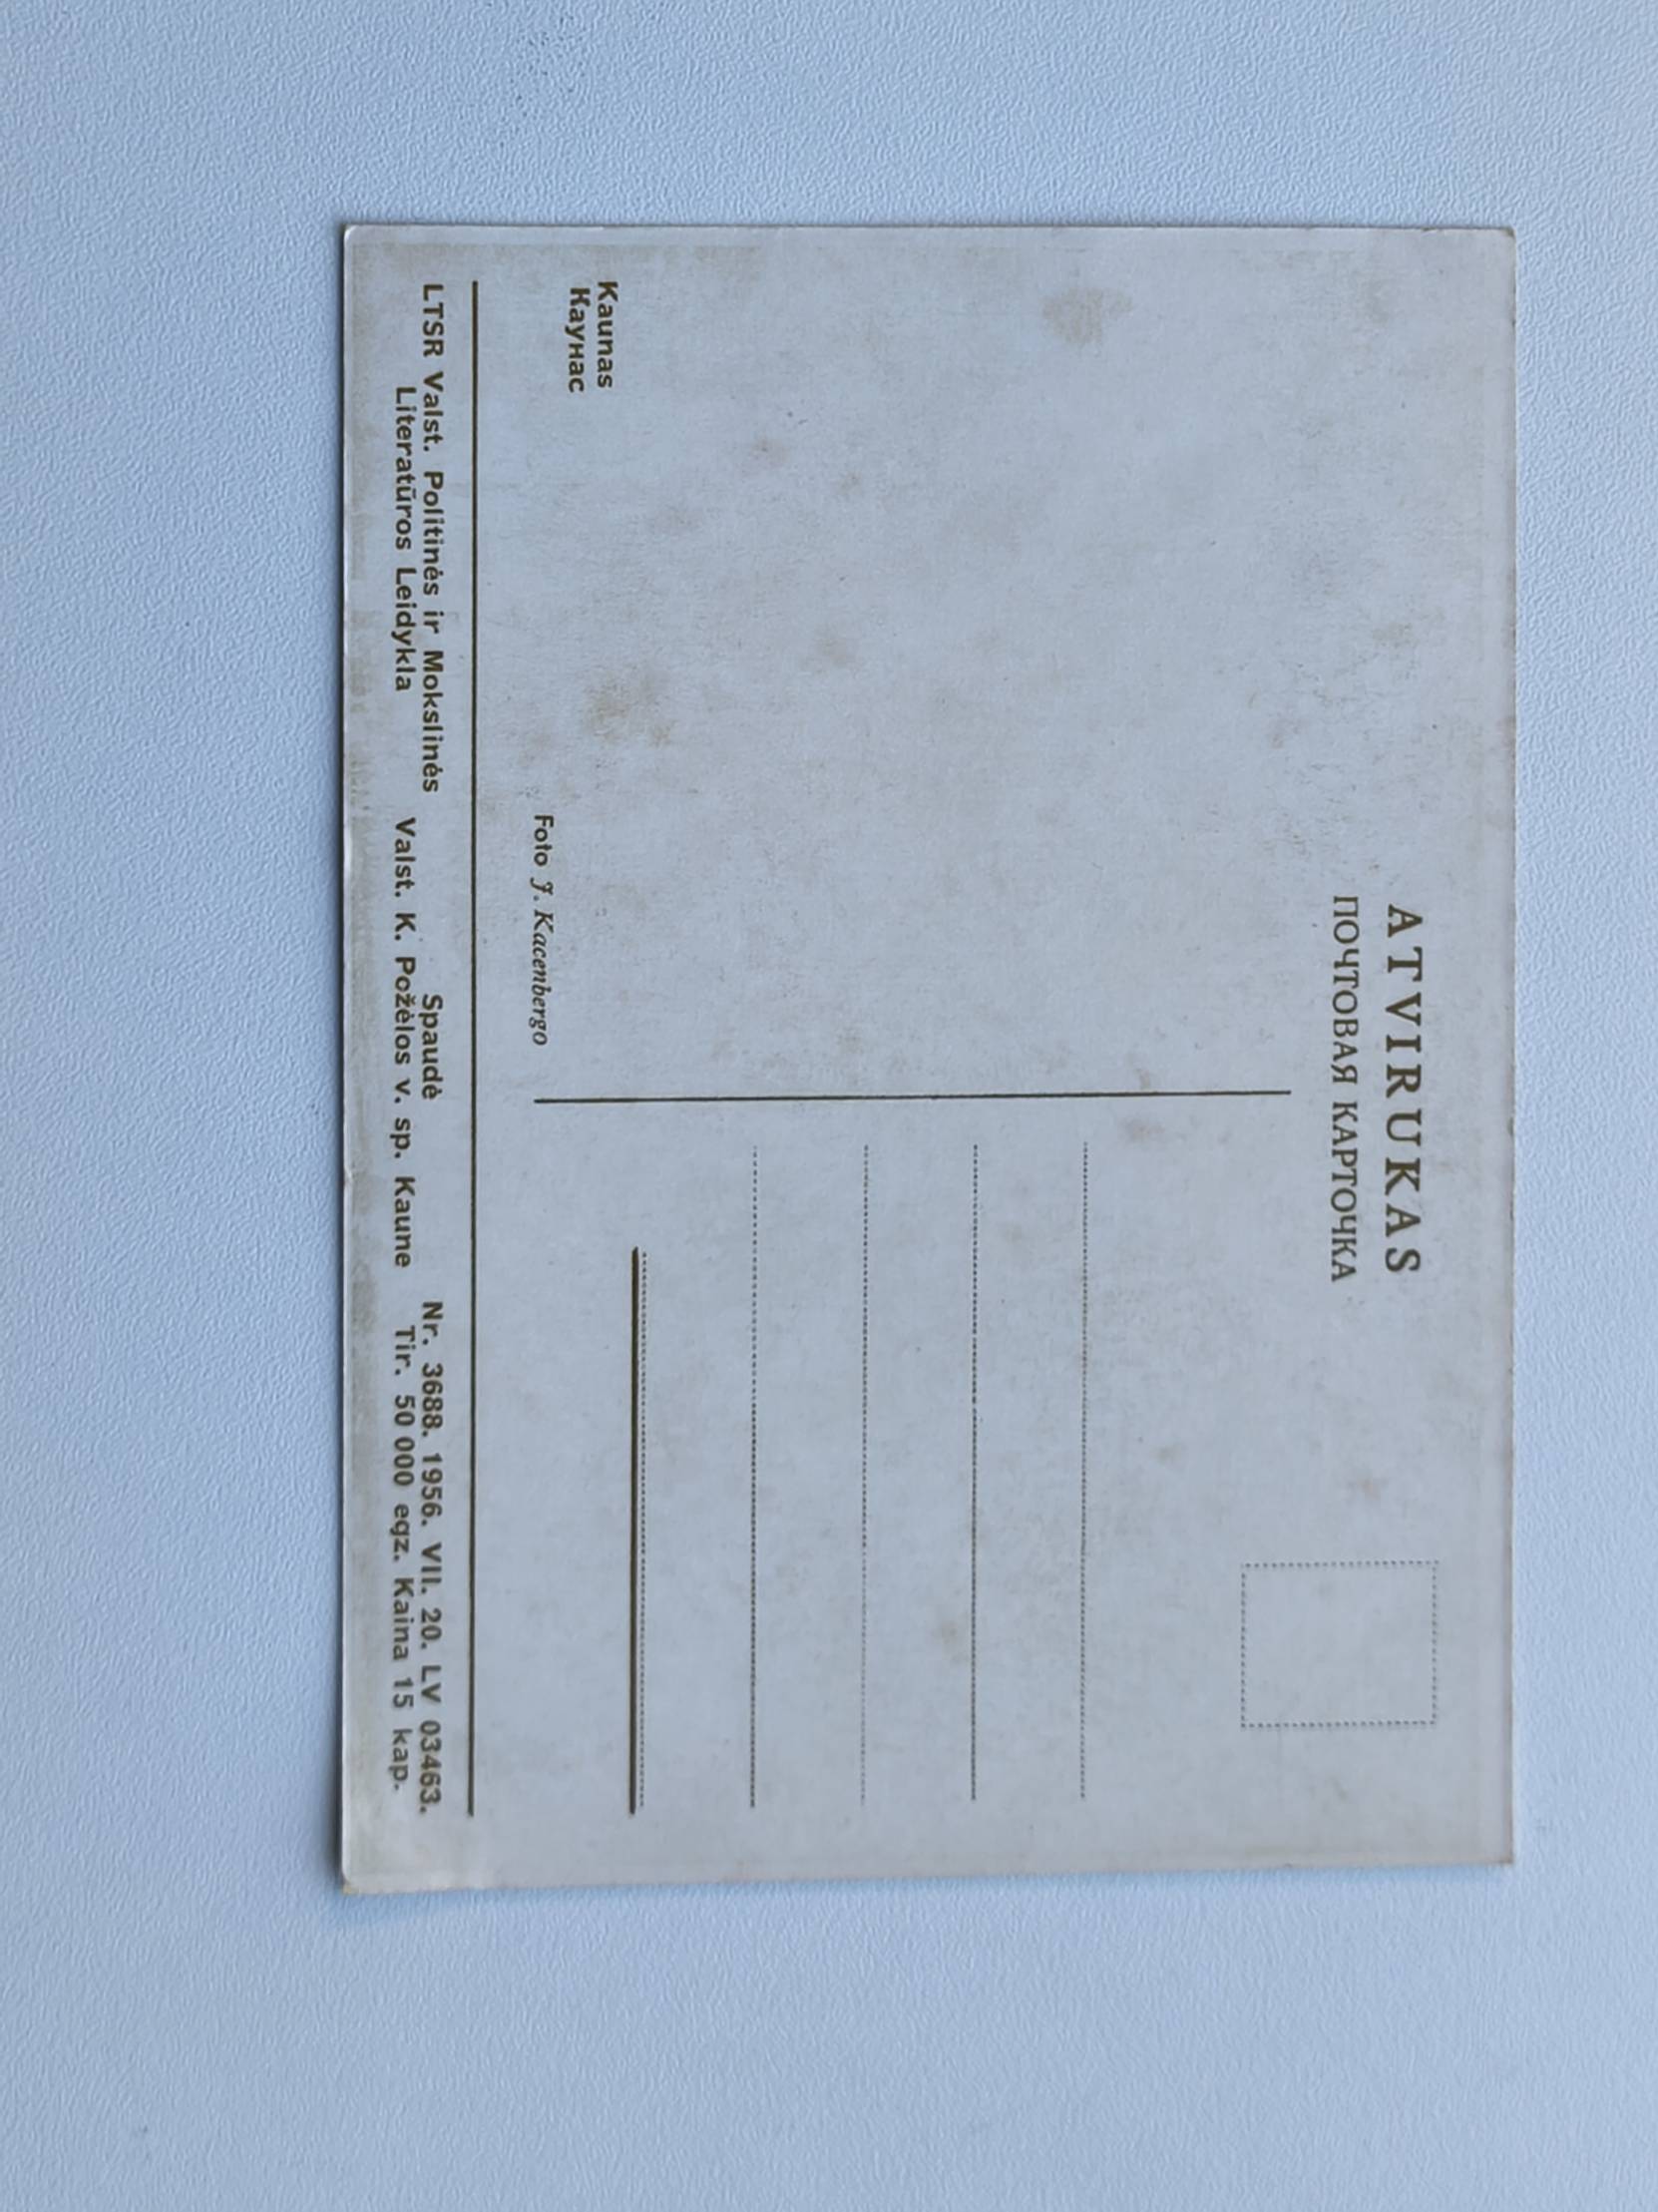 ATVIRUKAS
ПОЧТОВАЯ КАРТОЧКА
Kaunas
Каунас
Foto J. Kacenbergo
LTSR Valst. Politinės ir Mokslinės
Literatūros Leidykla
Spaudė
Valst. K. Požėlos v. sp. Kaune
Nr. 3688. 1956. VII. 20. LV 03463.
Tir. 50 000 egz. Kaina 15 kap.